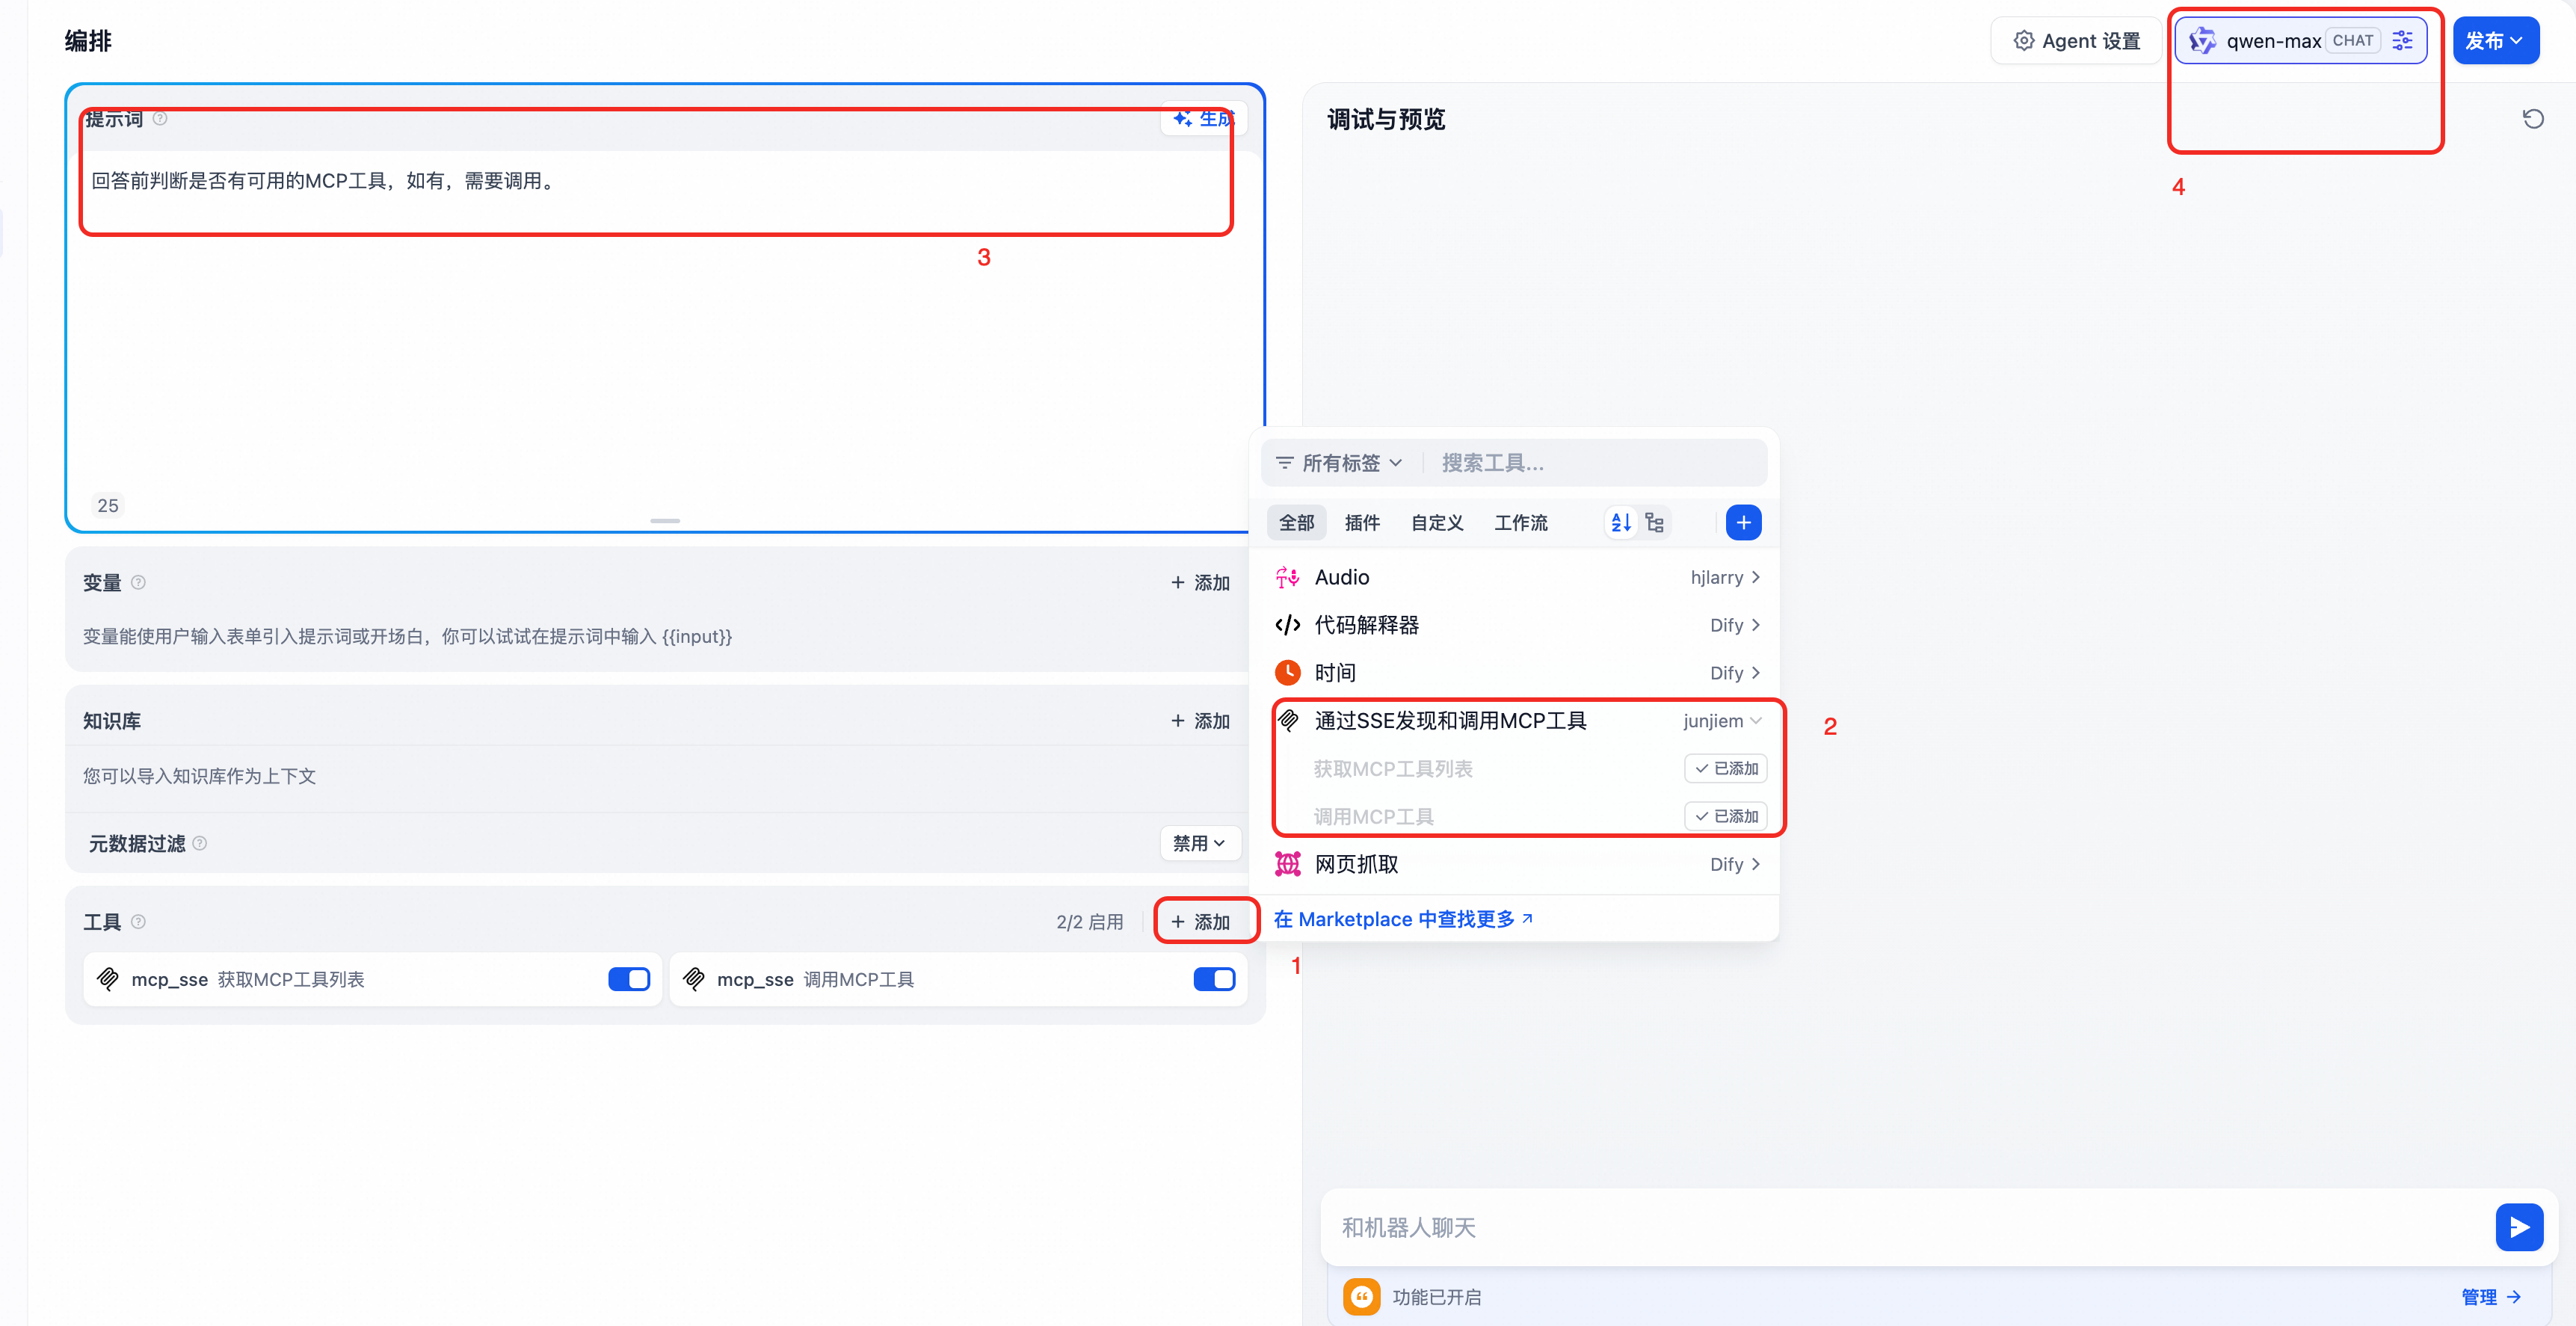 编排
Agent 设置
qwen-max CHAT
发布
提示词
生成
回答前判断是否有可用的MCP工具，如有，需要调用。
3
25
变量
添加
变量能使用户输入表单引入提示词或开场白，你可以试试在提示词中输入 {{input}}
知识库
添加
您可以导入知识库作为上下文
元数据过滤
禁用
工具
2/2 启用
添加
1
mcp_sse 获取MCP工具列表
mcp_sse 调用MCP工具
所有标签
搜索工具...
全部 插件 自定义 工作流
Audio hjlarry
代码解释器 Dify
时间 Dify
通过SSE发现和调用MCP工具 junjiem
2
获取MCP工具列表 已添加
调用MCP工具 已添加
网页抓取 Dify
在 Marketplace 中查找更多
调试与预览
4
和机器人聊天
功能已开启
管理